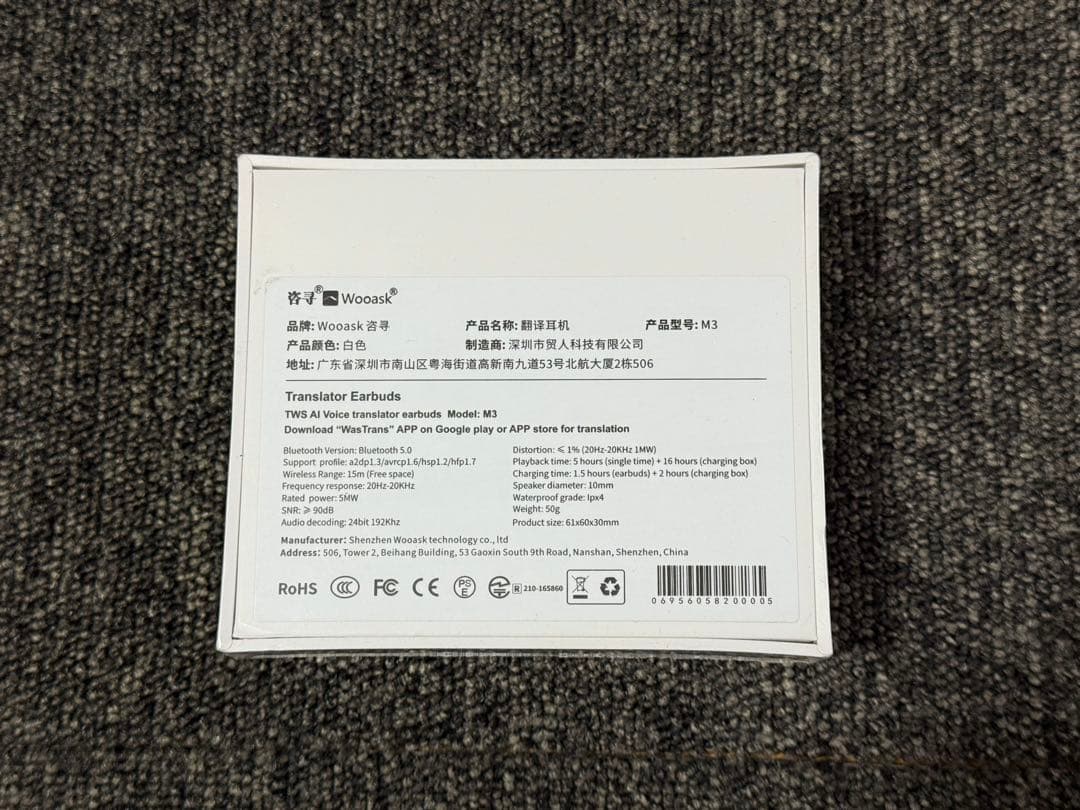 咨寻® Wooask®
品牌: Wooask 咨寻 产品名称: 翻译耳机 产品型号: M3
产品颜色: 白色 制造商: 深圳市贸人科技有限公司
地址: 广东省深圳市南山区粤海街道高新南九道53号北航大厦2栋506
Translator Earbuds
TWS AI Voice translator earbuds Model: M3
Download “WasTrans” APP on Google play or APP store for translation
Bluetooth Version: Bluetooth 5.0
Support profile: a2dp1.3/avrcp1.6/hsp1.2/hfp1.7
Wireless Range: 15m (Free space)
Frequency response: 20Hz-20KHz
Rated power: 5MW
SNR: ≥ 90dB
Audio decoding: 24bit 192Khz
Distortion: ≤ 1% (20Hz-20KHz 1MW)
Playback time: 5 hours (single time) + 16 hours (charging box)
Charging time: 1.5 hours (earbuds) + 2 hours (charging box)
Speaker diameter: 10mm
Waterproof grade: Ipx4
Weight: 50g
Product size: 61x60x30mm
Manufacturer: Shenzhen Wooask technology co., ltd
Address: 506, Tower 2, Beihang Building, 53 Gaoxin South 9th Road, Nanshan, Shenzhen, China
RoHS CCC FC CE PSE R 210-165860
0695605820005